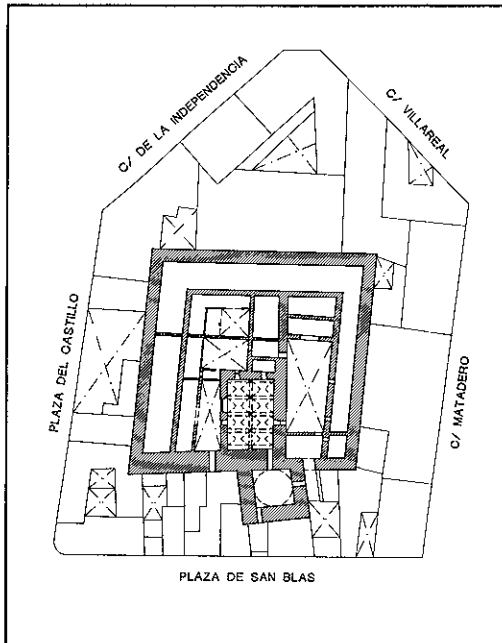 C/ DE LA INDEPENDENCIA
C/ VILLAREAL
PLAZA DEL CASTILLO
C/ MATADERO
PLAZA DE SAN BLAS